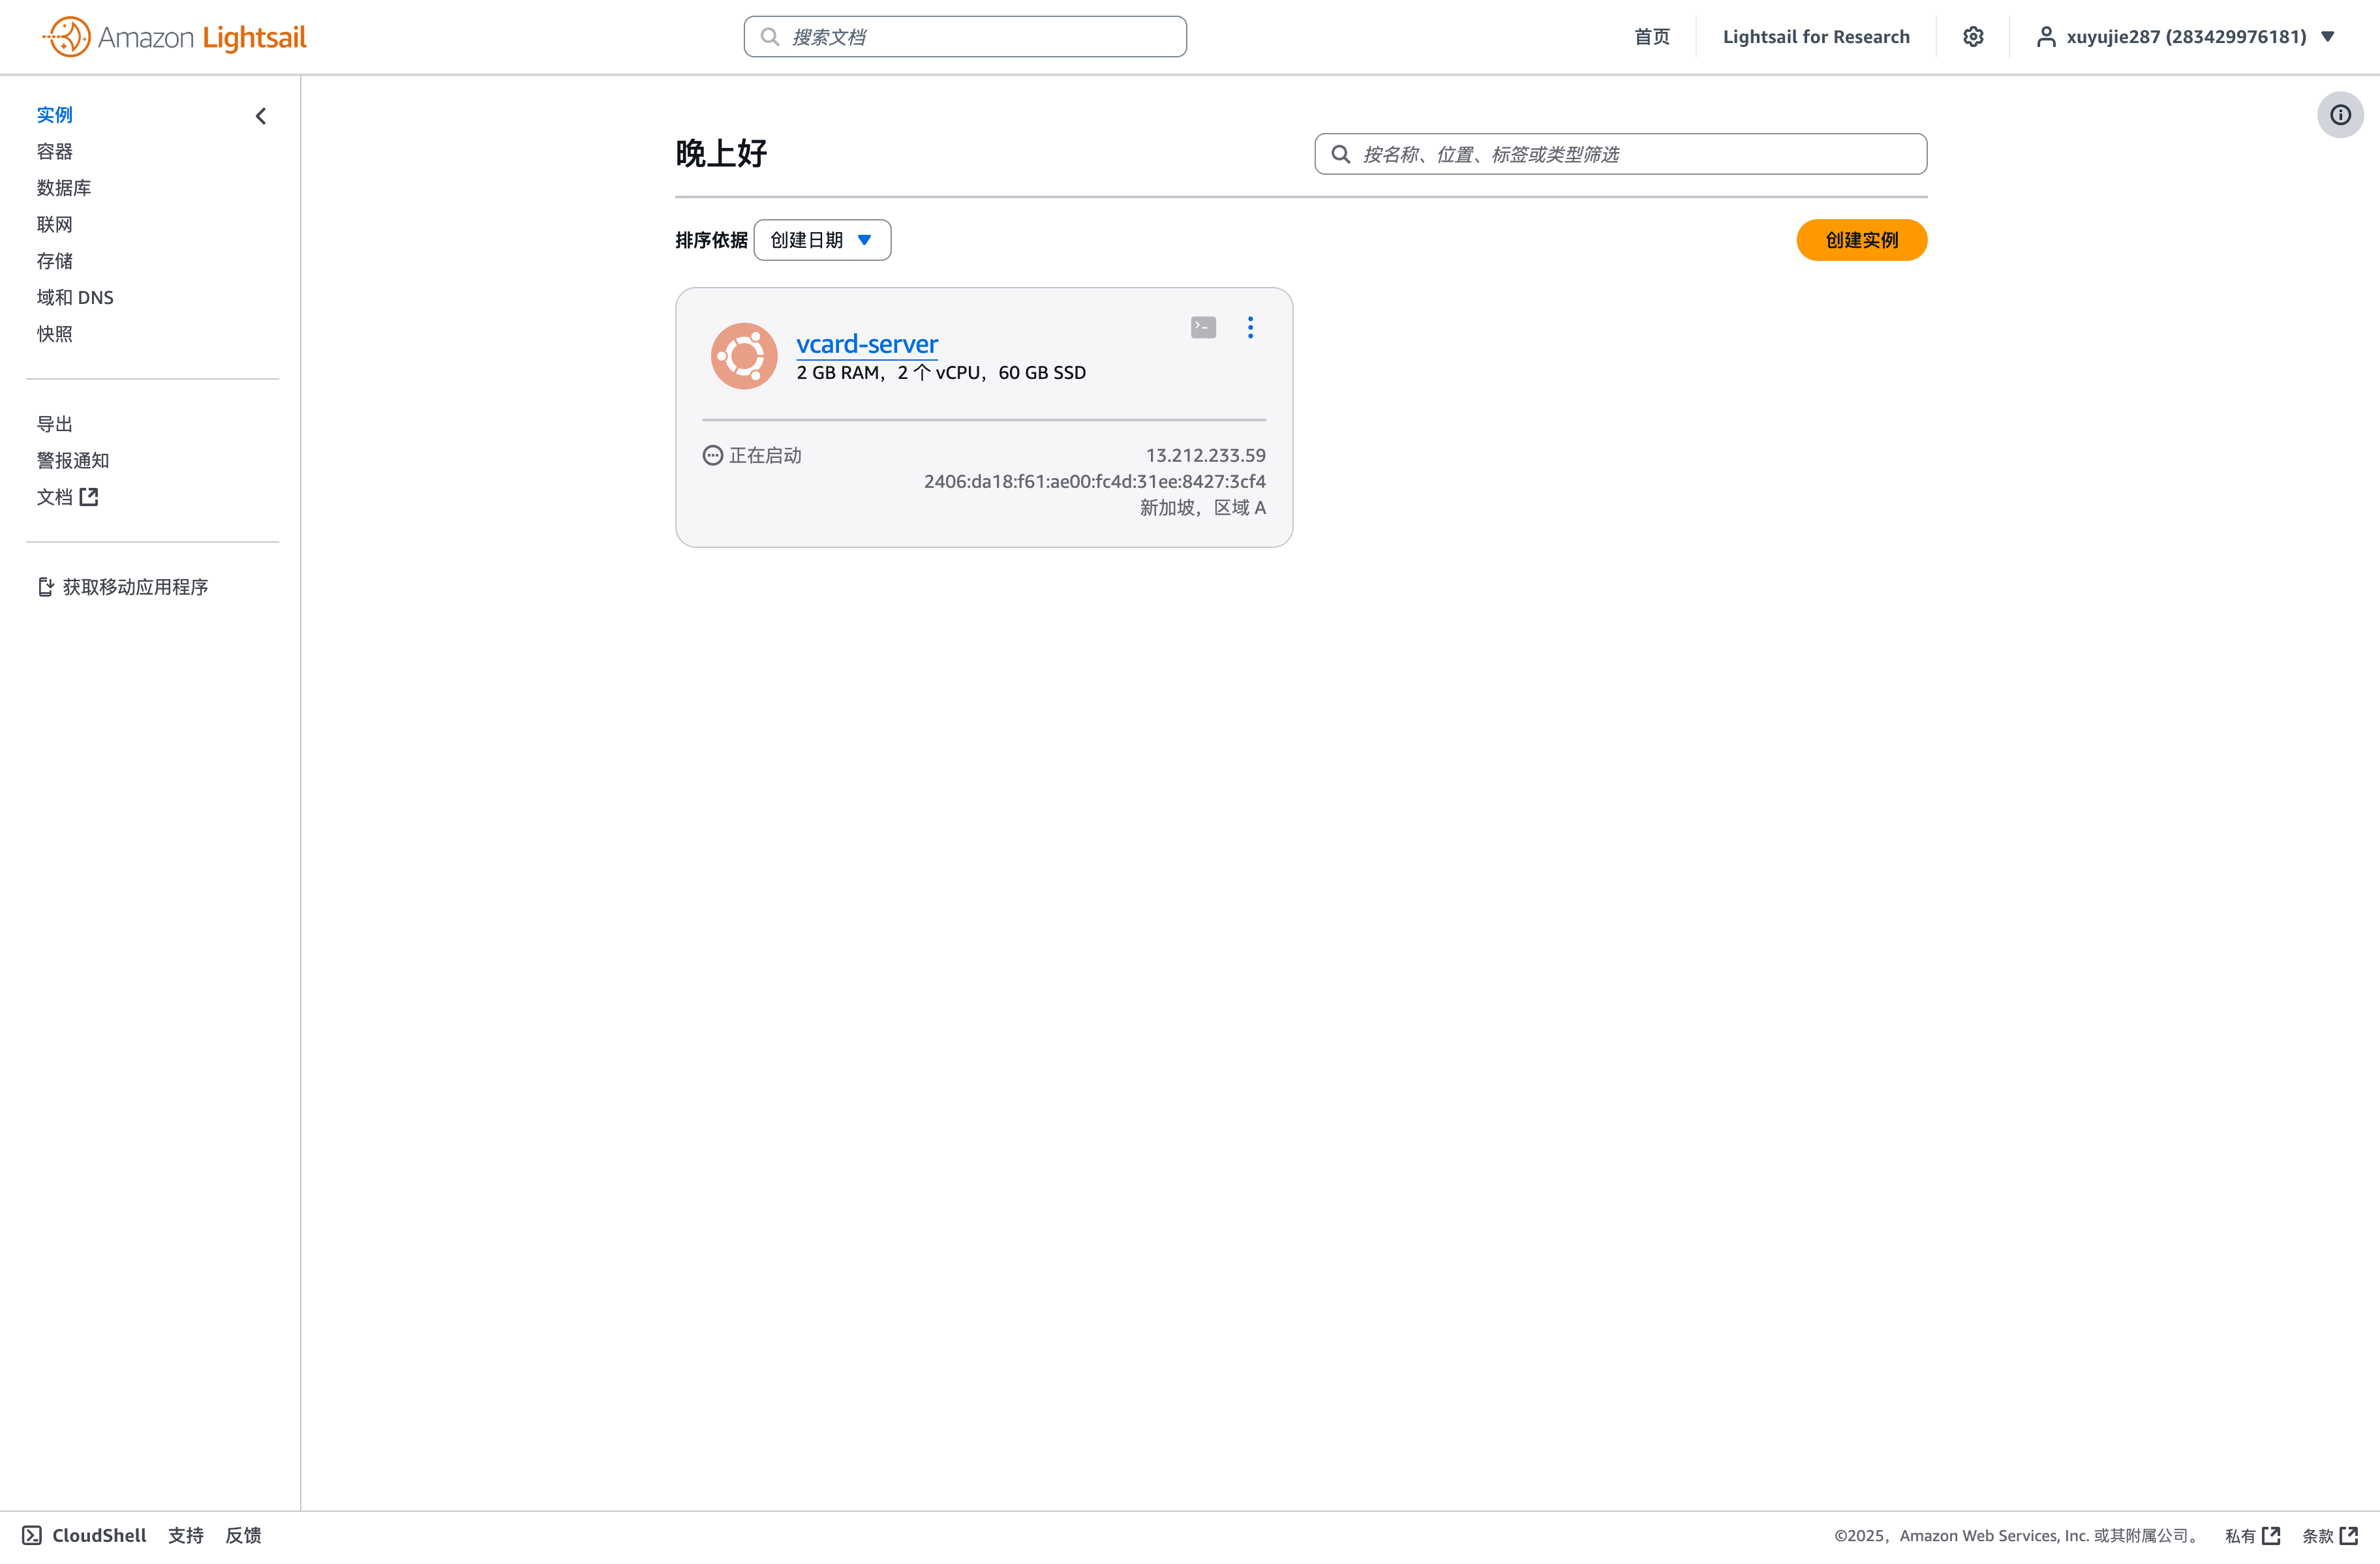 Amazon Lightsail
搜索文档
首页
Lightsail for Research
xuyujie287 (283429976181)
实例
容器
数据库
联网
存储
域和 DNS
快照
导出
警报通知
文档
获取移动应用程序
晚上好
按名称、位置、标签或类型筛选
排序依据
创建日期
创建实例
vcard-server
2 GB RAM，2 个 vCPU，60 GB SSD
正在启动
13.212.233.59
2406:da18:f61:ae00:fc4d:31ee:8427:3cf4
新加坡，区域 A
CloudShell
支持
反馈
©2025，Amazon Web Services, Inc. 或其附属公司。
私有
条款